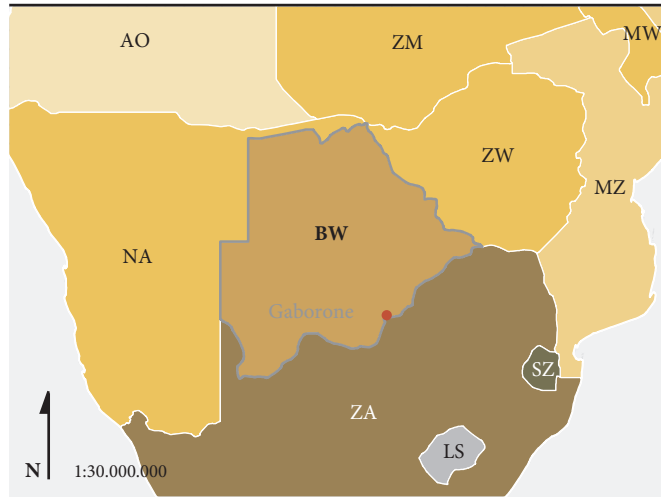 AO
ZM
MW
ZW
MZ
BW
NA
Gaborone
SZ
ZA
LS
N 1:30.000.000